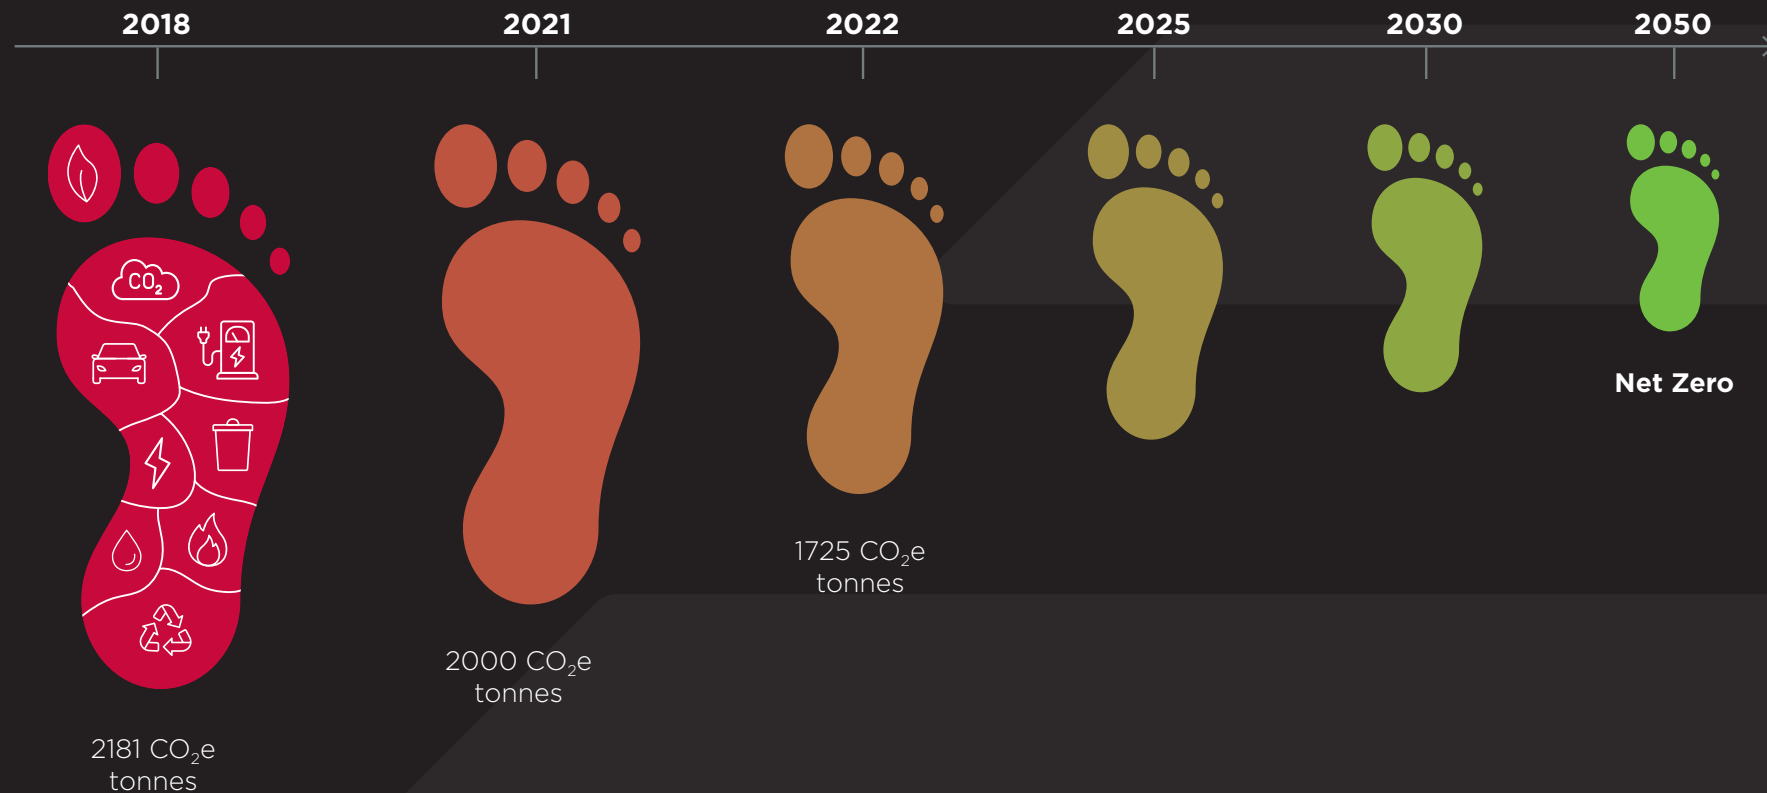 2018 2021 2022 2025 2030 2050
CO₂
Net Zero
1725 CO₂e
tonnes
2000 CO₂e
tonnes
2181 CO₂e
tonnes